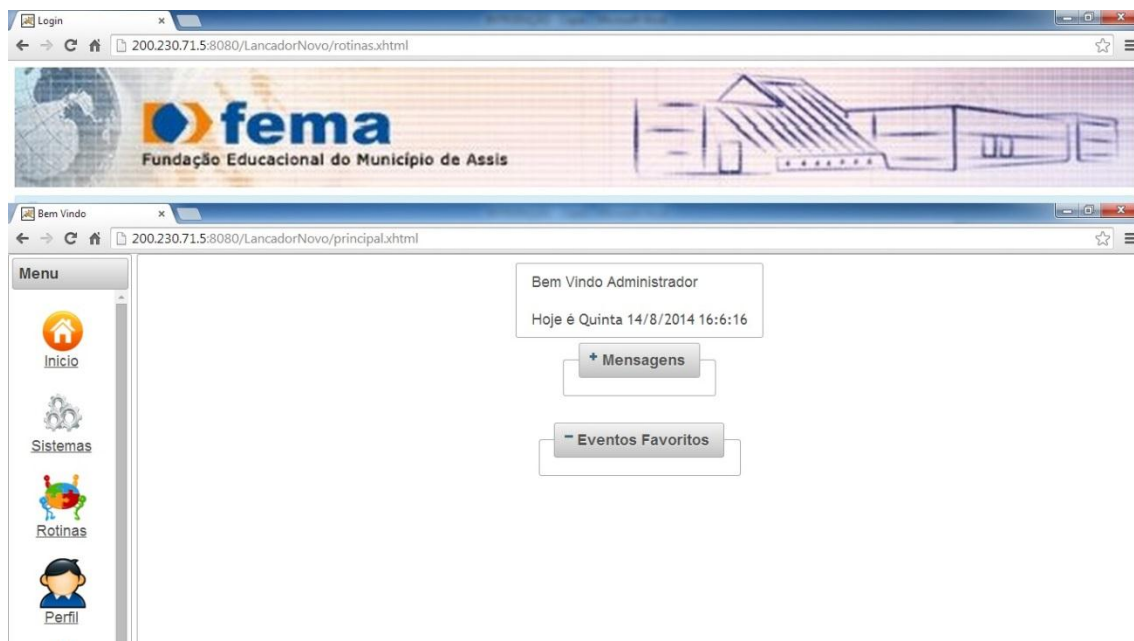 Login
200.230.71.5:8080/LancadorNovo/rotinas.xhtml
fema
Fundação Educacional do Município de Assis
Bem Vindo
200.230.71.5:8080/LancadorNovo/principal.xhtml
Menu
Bem Vindo Administrador
Hoje é Quinta 14/8/2014 16:6:16
Inicio
+ Mensagens
Sistemas
- Eventos Favoritos
Rotinas
Perfil